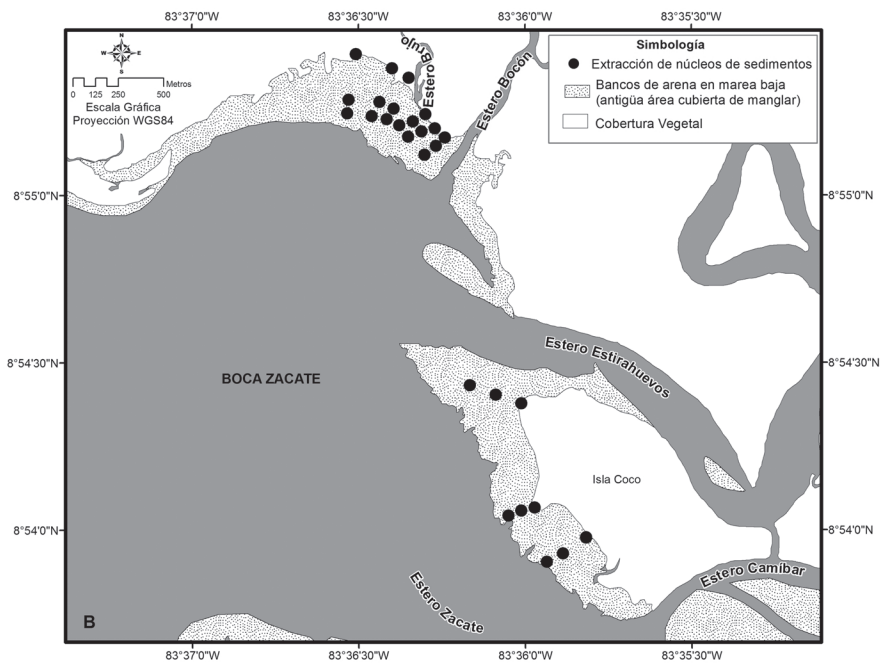 83°37'0"W 83°36'30"W 83°36'0"W 83°35'30"W
N
W E
S
0 125 250 500 Metros
Escala Gráfica
Proyección WGS84
Estero Brujo
Estero Bocón
Simbología
Extracción de núcleos de sedimentos
Bancos de arena en marea baja
(antigüa área cubierta de manglar)
Cobertura Vegetal
8°55'0"N 8°55'0"N
Estero Estirahuevos
8°54'30"N 8°54'30"N
BOCA ZACATE
Isla Coco
8°54'0"N 8°54'0"N
Estero Camíbar
Estero Zacate
B
83°37'0"W 83°36'30"W 83°36'0"W 83°35'30"W